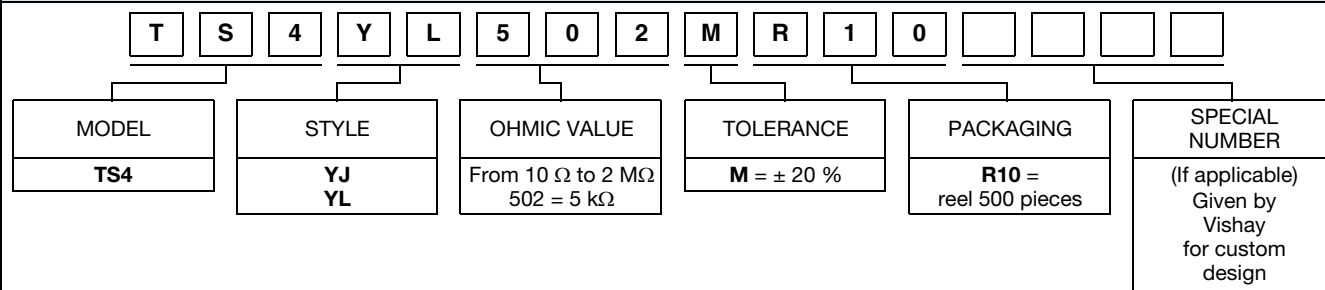 T S 4 Y L 5 0 2 M R 1 0
MODEL
TS4
STYLE
YJ
YL
OHMIC VALUE
From 10 Ω to 2 MΩ
502 = 5 kΩ
TOLERANCE
M = ± 20 %
PACKAGING
R10 =
reel 500 pieces
SPECIAL
NUMBER
(If applicable)
Given by
Vishay
for custom
design